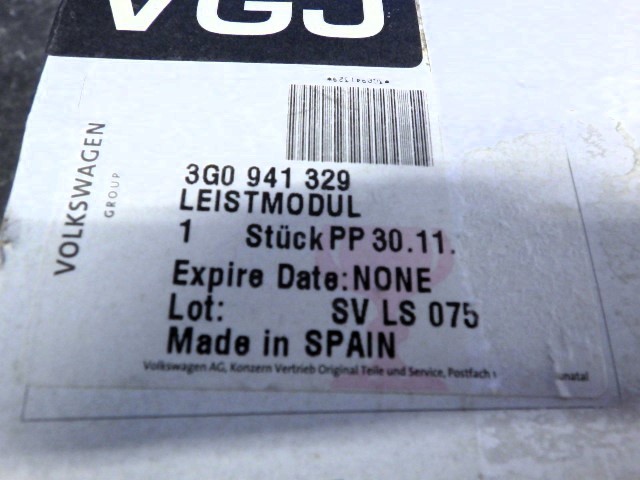 VGJ
*3G0941329*
VOLKSWAGEN
GROUP
3G0 941 329
LEISTMODUL
1 Stück PP 30.11.
Expire Date:NONE
Lot: SV LS 075
Made in SPAIN
Volkswagen AG, Konzern Vertrieb Original Teile und Service, Postfach